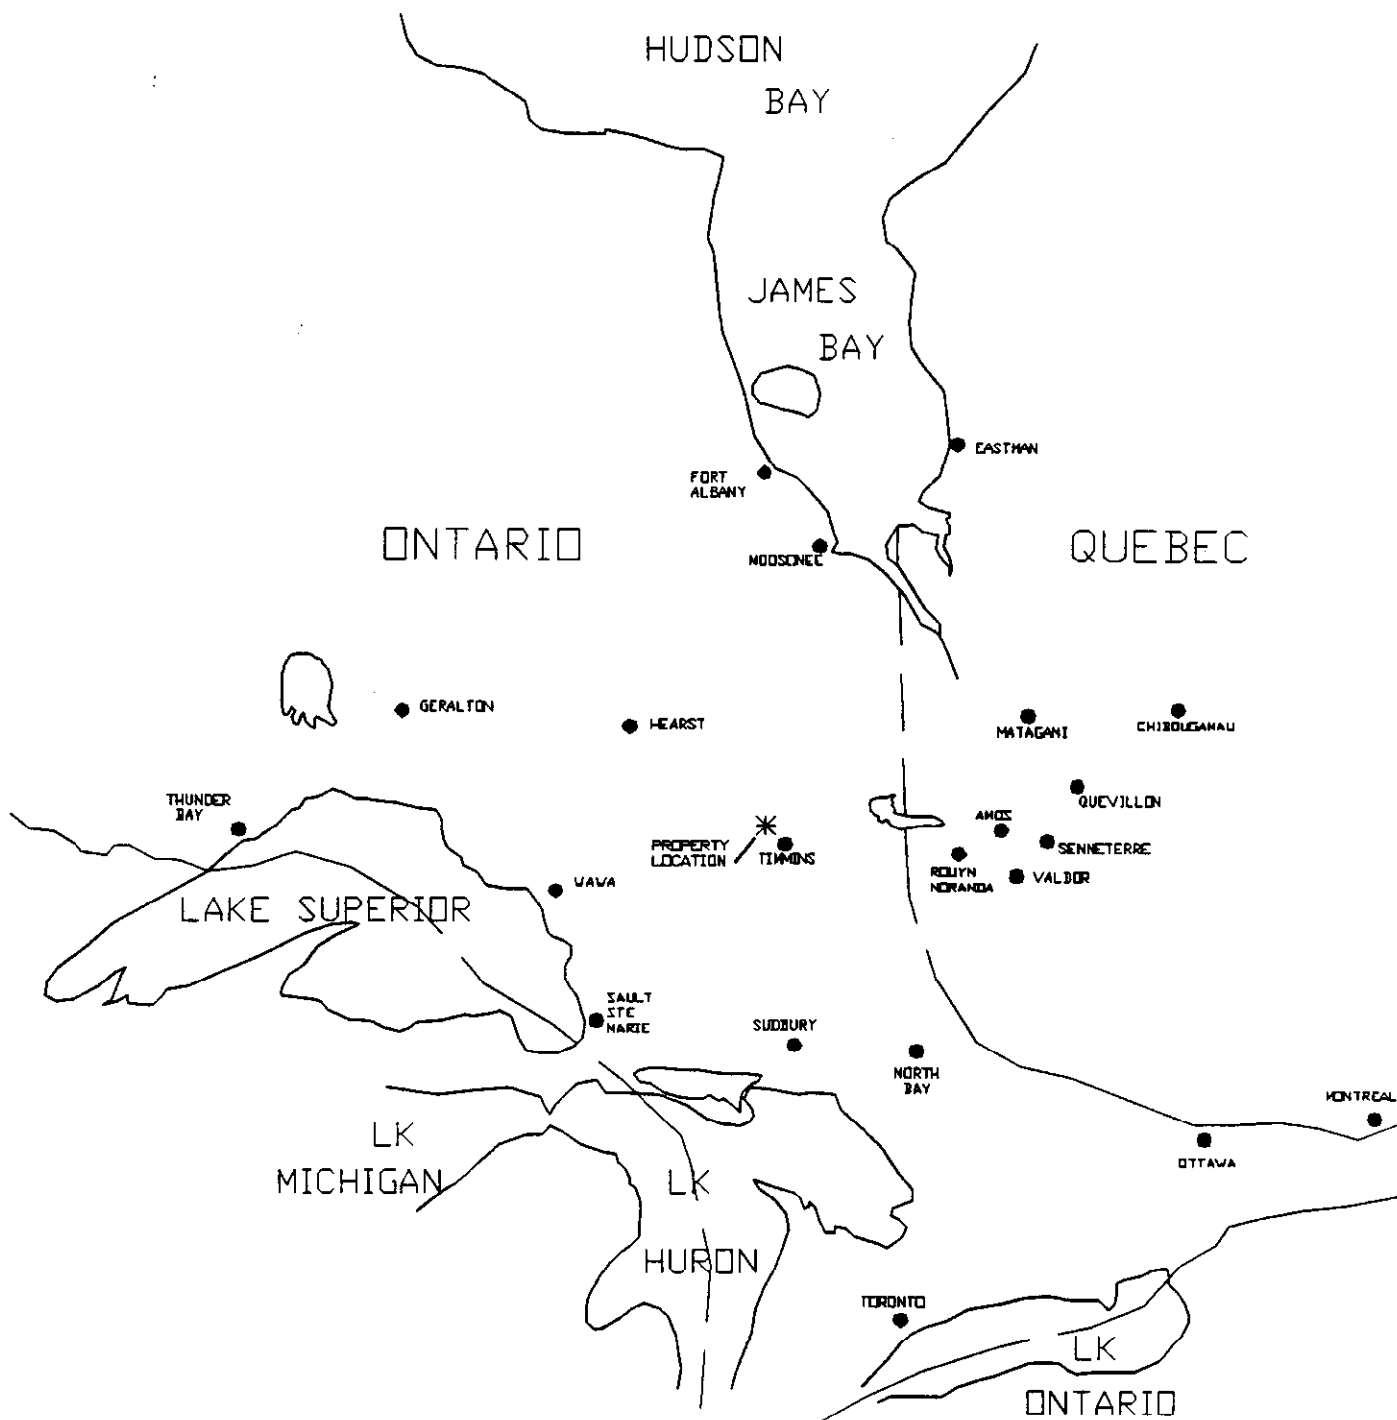 HUDSON
BAY
JAMES
BAY
EASTMAN
FORT
ALBANY
ONTARIO
QUEBEC
MOOSONEE
GERALTON
HEARST
MATAGAMI
CHIBOUGAMAU
THUNDER
BAY
QUEVILLON
AMOS
PROPERTY
LOCATION
TIMMINS
SENNETERRE
ROUYN
NORANDA
VALDOR
WAWA
LAKE SUPERIOR
SAULT
STE
MARIE
SUDBURY
NORTH
BAY
MONTREAL
LK
MICHIGAN
OTTAWA
LK
HURON
TORONTO
LK
ONTARIO